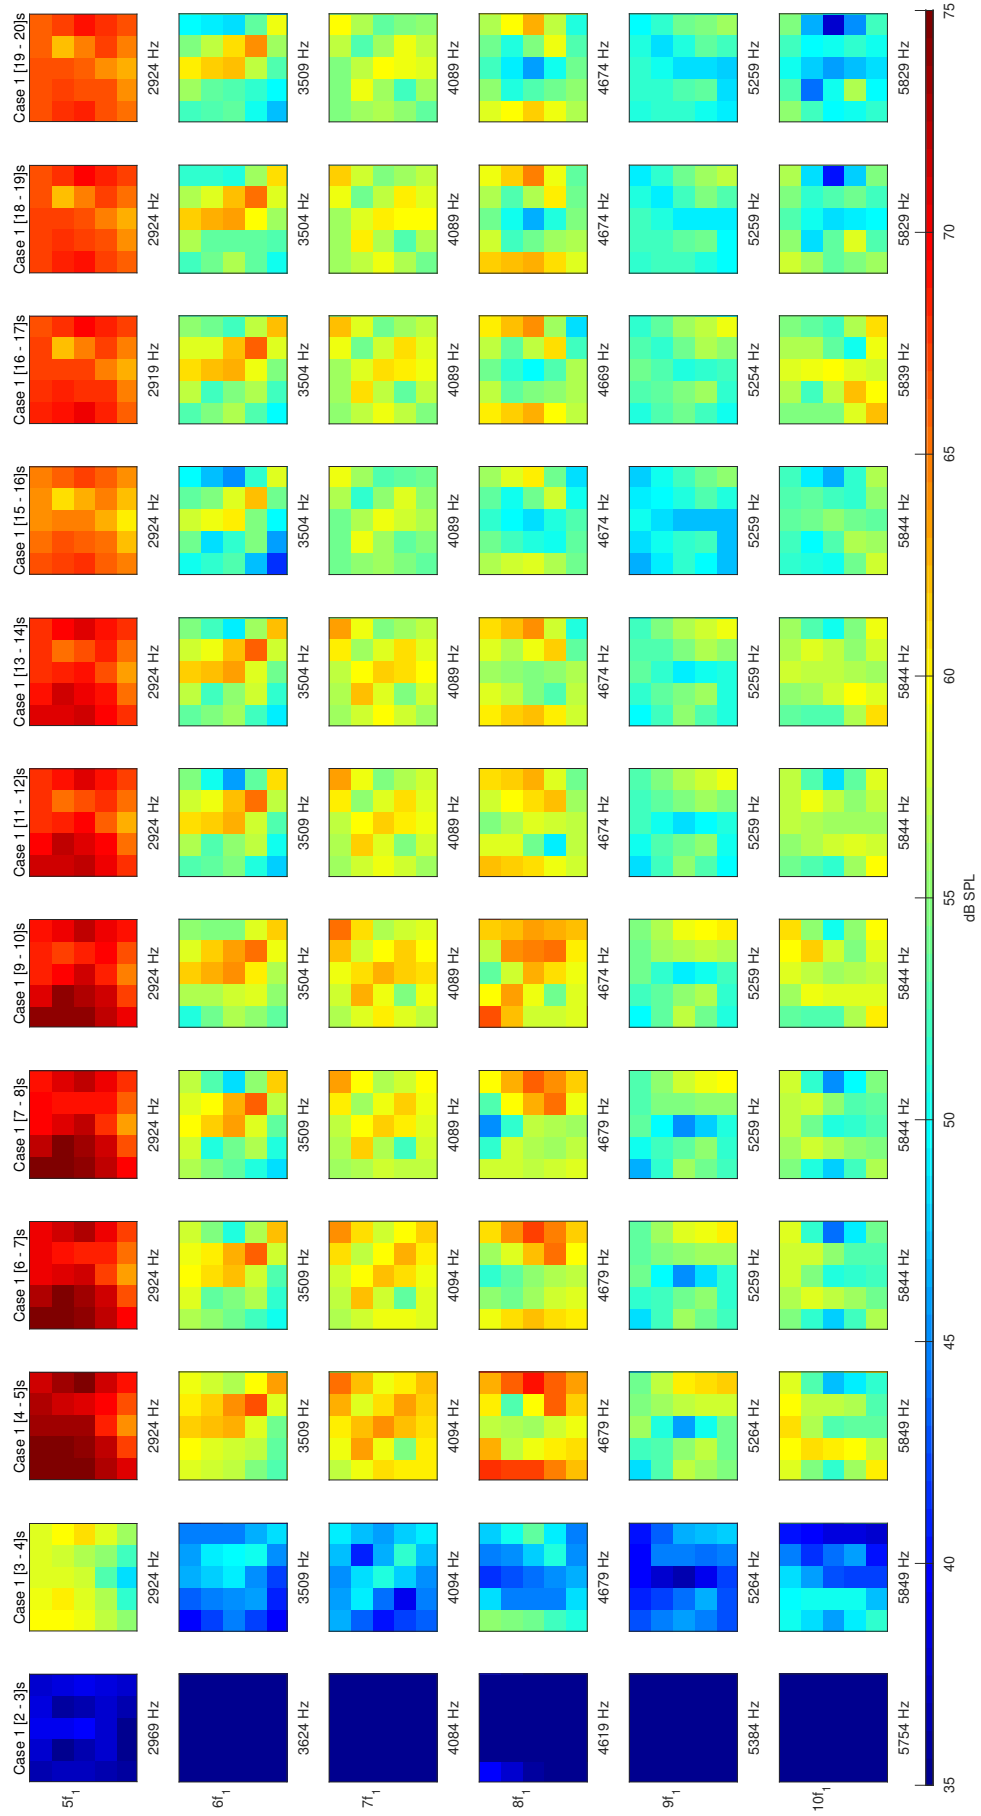 Case 1 [2 - 3]s Case 1 [3 - 4]s Case 1 [4 - 5]s Case 1 [6 - 7]s Case 1 [7 - 8]s Case 1 [9 - 10]s Case 1 [11 - 12]s Case 1 [13 - 14]s Case 1 [15 - 16]s Case 1 [16 - 17]s Case 1 [18 - 19]s Case 1 [19 - 20]s
5f₁
2969 Hz 2924 Hz 2924 Hz 2924 Hz 2924 Hz 2924 Hz 2924 Hz 2924 Hz 2924 Hz 2919 Hz 2924 Hz 2924 Hz
6f₁
3624 Hz 3509 Hz 3509 Hz 3509 Hz 3509 Hz 3504 Hz 3509 Hz 3504 Hz 3504 Hz 3504 Hz 3504 Hz 3509 Hz
7f₁
4084 Hz 4094 Hz 4094 Hz 4094 Hz 4089 Hz 4089 Hz 4089 Hz 4089 Hz 4089 Hz 4089 Hz 4089 Hz 4089 Hz
8f₁
4619 Hz 4679 Hz 4679 Hz 4679 Hz 4679 Hz 4674 Hz 4674 Hz 4674 Hz 4674 Hz 4669 Hz 4674 Hz 4674 Hz
9f₁
5384 Hz 5264 Hz 5264 Hz 5259 Hz 5259 Hz 5259 Hz 5259 Hz 5259 Hz 5259 Hz 5254 Hz 5259 Hz 5259 Hz
10f₁
5754 Hz 5849 Hz 5849 Hz 5844 Hz 5844 Hz 5844 Hz 5844 Hz 5844 Hz 5844 Hz 5839 Hz 5829 Hz 5829 Hz
35 40 45 50 55 60 65 70 75
dB SPL